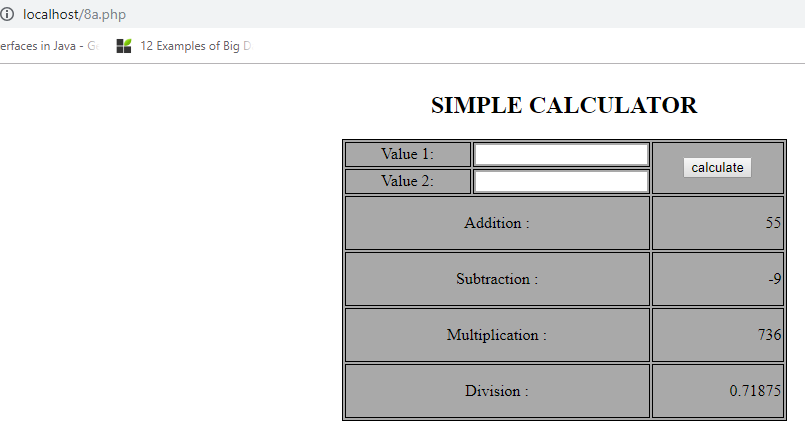 localhost/8a.php
erfaces in Java - G
12 Examples of Big D
SIMPLE CALCULATOR
Value 1:
calculate
Value 2:
Addition : 55
Subtraction : -9
Multiplication : 736
Division : 0.71875